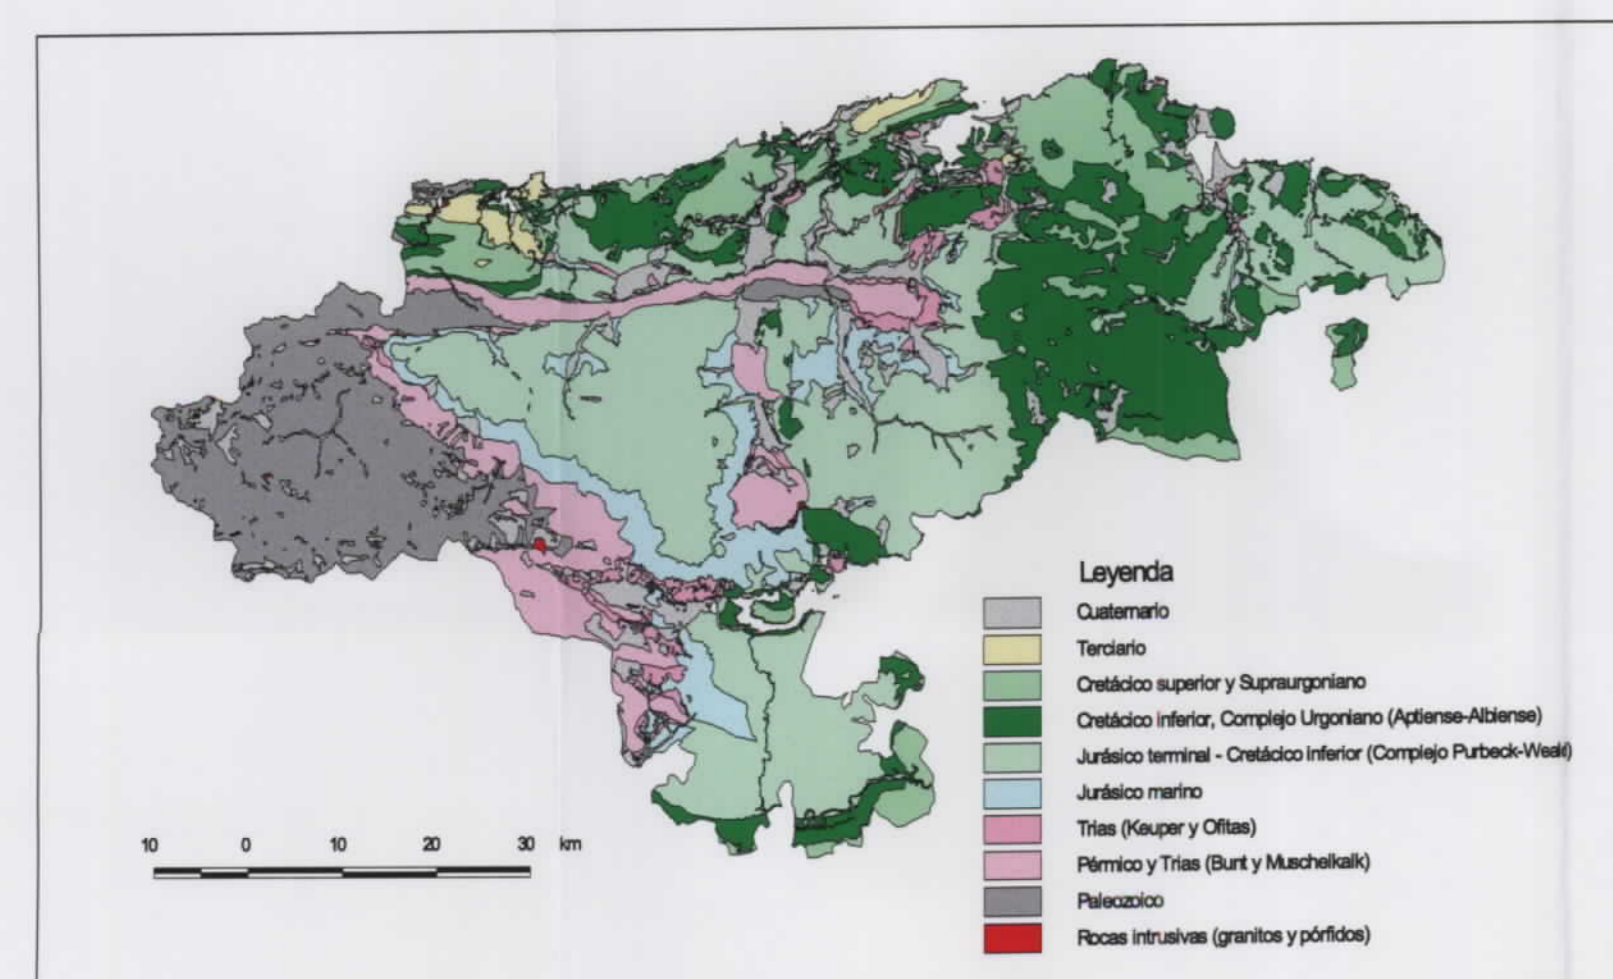 Leyenda
Cuaternario
Terciario
Cretácico superior y Supraurgoniano
Cretácico inferior, Complejo Urgoniano (Aptiense-Albiense)
Jurásico terminal - Cretácico inferior (Complejo Purbeck-Weald)
Jurásico marino
Trias (Keuper y Ofitas)
Pérmico y Trias (Bunt y Muschelkalk)
Paleozoico
Rocas intrusivas (granitos y pórfidos)
10 0 10 20 30 km